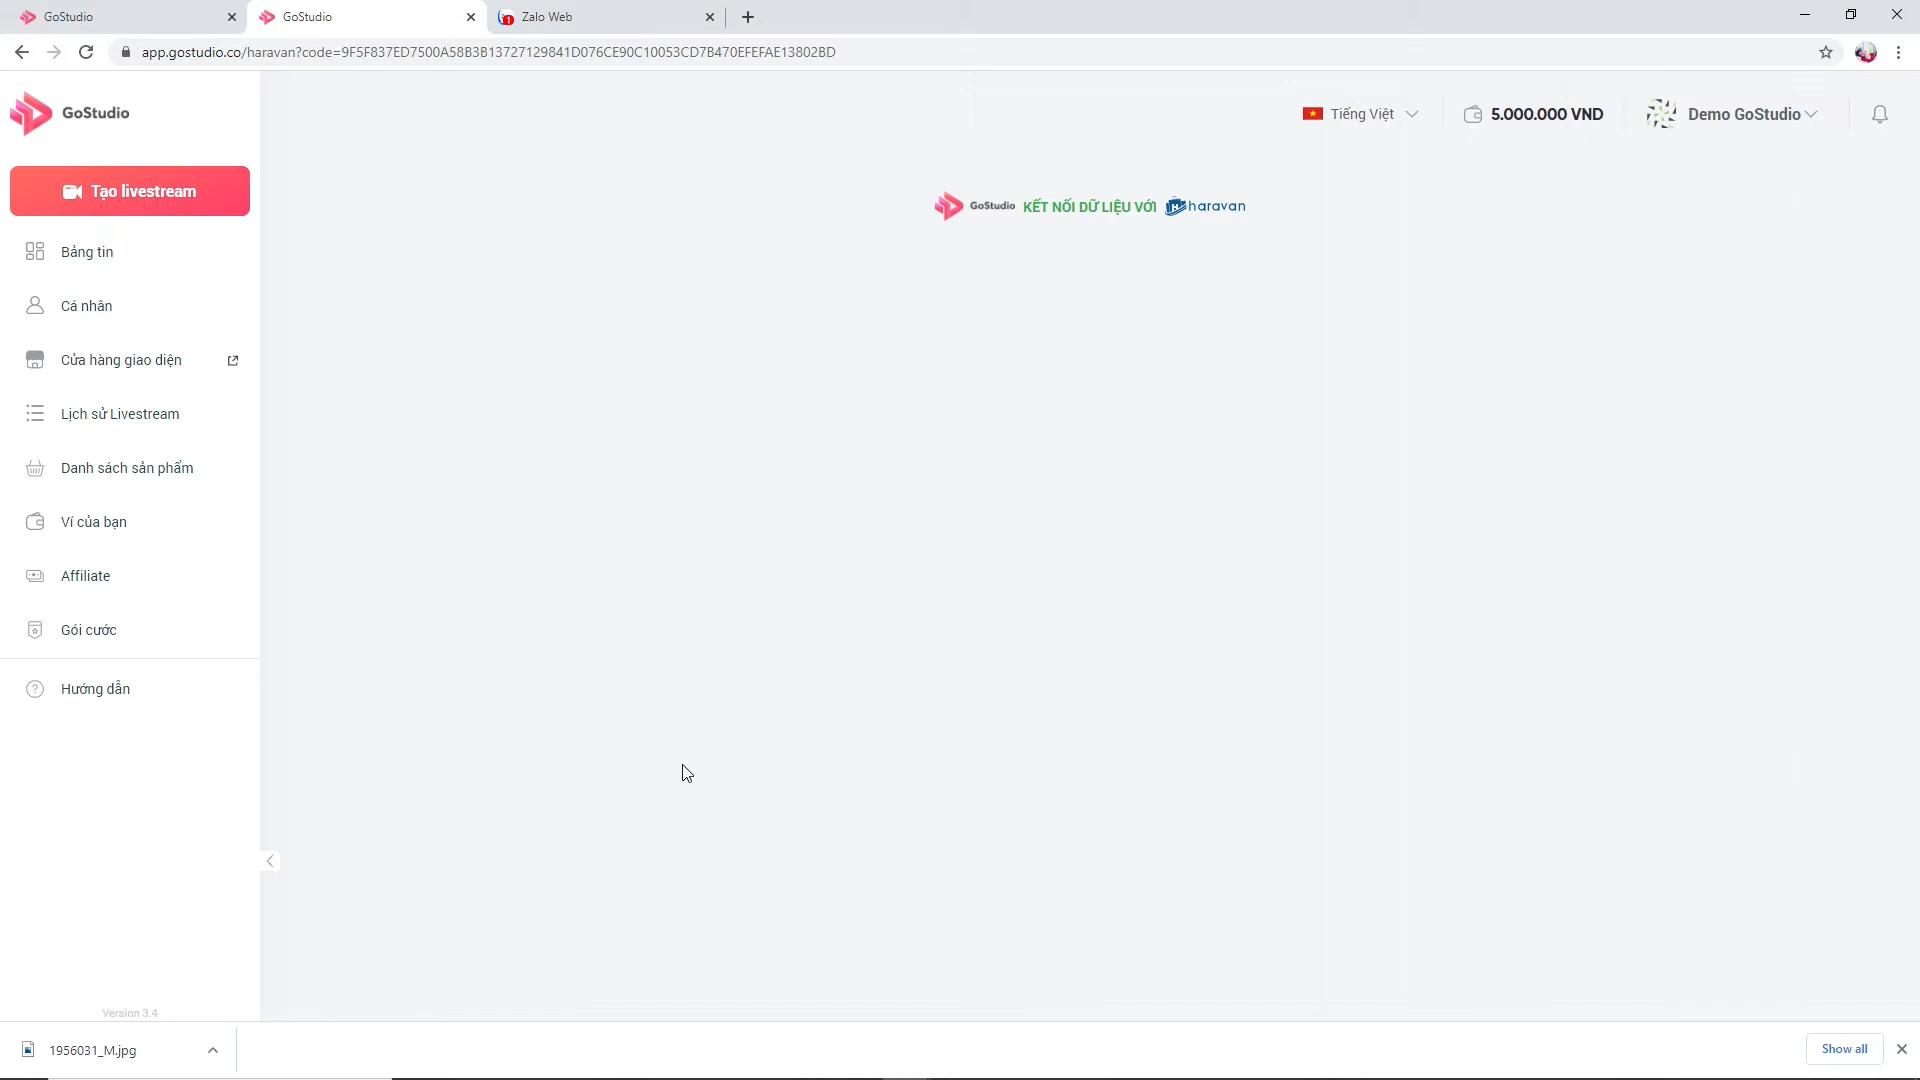 GoStudio
GoStudio
Zalo Web
app.gostudio.co/haravan?code=9F5F837ED7500A58B3B13727129841D076CE90C10053CD7B470EFEFAE13802BD
GoStudio
Tiếng Việt
5.000.000 VND
Demo GoStudio
Tạo livestream
GoStudio KẾT NỐI DỮ LIỆU VỚI haravan
Bảng tin
Cá nhân
Cửa hàng giao diện
Lịch sử Livestream
Danh sách sản phẩm
Ví của bạn
Affiliate
Gói cước
Hướng dẫn
Version 3.4
1956031_M.jpg
Show all